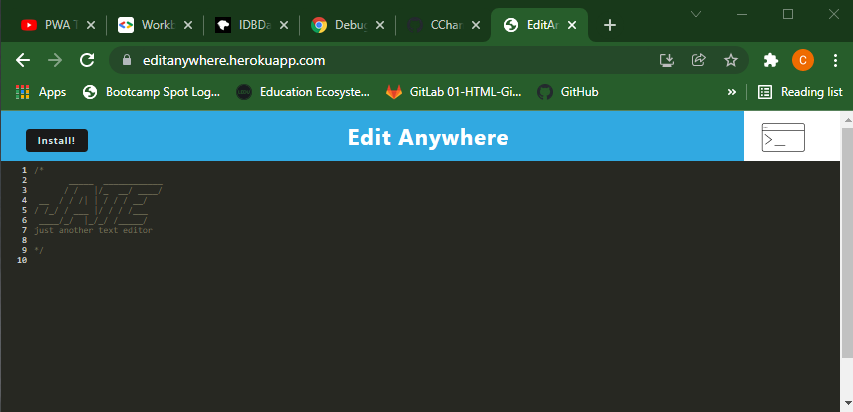 PWA T
Workb
IDBDa
Debug
CChar
EditAr
editanywhere.herokuapp.com
C
Apps
Bootcamp Spot Log...
Education Ecosyste...
GitLab 01-HTML-Gi...
GitHub
»
Reading list
Install!
Edit Anywhere
>_
1 /*
2
3
4
5
6
7 just another text editor
8
9 */
10